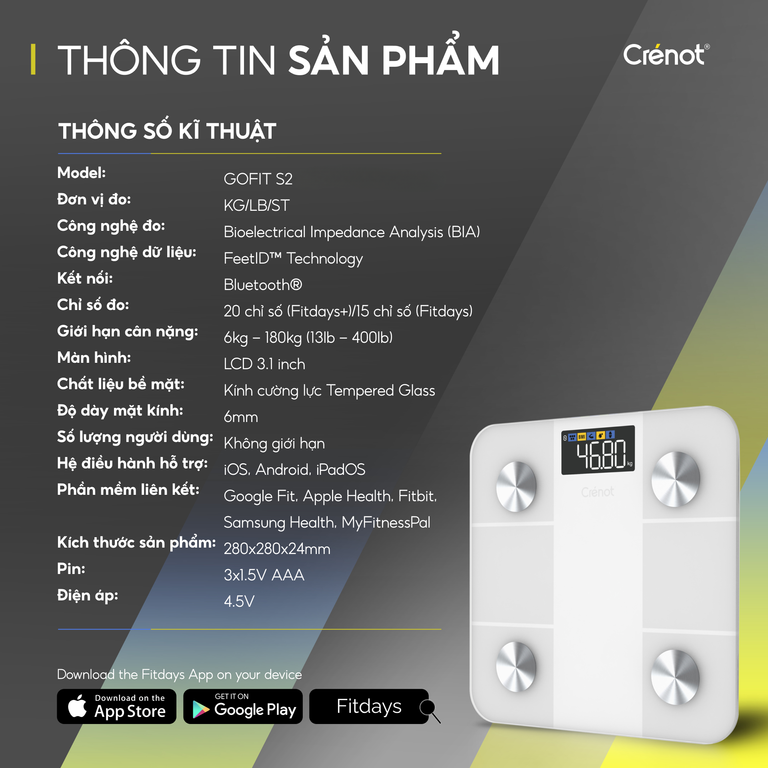 THÔNG TIN SẢN PHẨM
Crénot®
THÔNG SỐ KĨ THUẬT
Model: GOFIT S2
Đơn vị đo: KG/LB/ST
Công nghệ đo: Bioelectrical Impedance Analysis (BIA)
Công nghệ dữ liệu: FeetID™ Technology
Kết nối: Bluetooth®
Chỉ số đo: 20 chỉ số (Fitdays+)/15 chỉ số (Fitdays)
Giới hạn cân nặng: 6kg – 180kg (13lb – 400lb)
Màn hình: LCD 3.1 inch
Chất liệu bề mặt: Kính cường lực Tempered Glass
Độ dày mặt kính: 6mm
Số lượng người dùng: Không giới hạn
Hệ điều hành hỗ trợ: iOS, Android, iPadOS
Phần mềm liên kết: Google Fit, Apple Health, Fitbit,
Samsung Health, MyFitnessPal
Kích thước sản phẩm: 280x280x24mm
Pin: 3x1.5V AAA
Điện áp: 4.5V
46.80 kg
Crénot
Download the Fitdays App on your device
Download on the
App Store
GET IT ON
Google Play
Fitdays